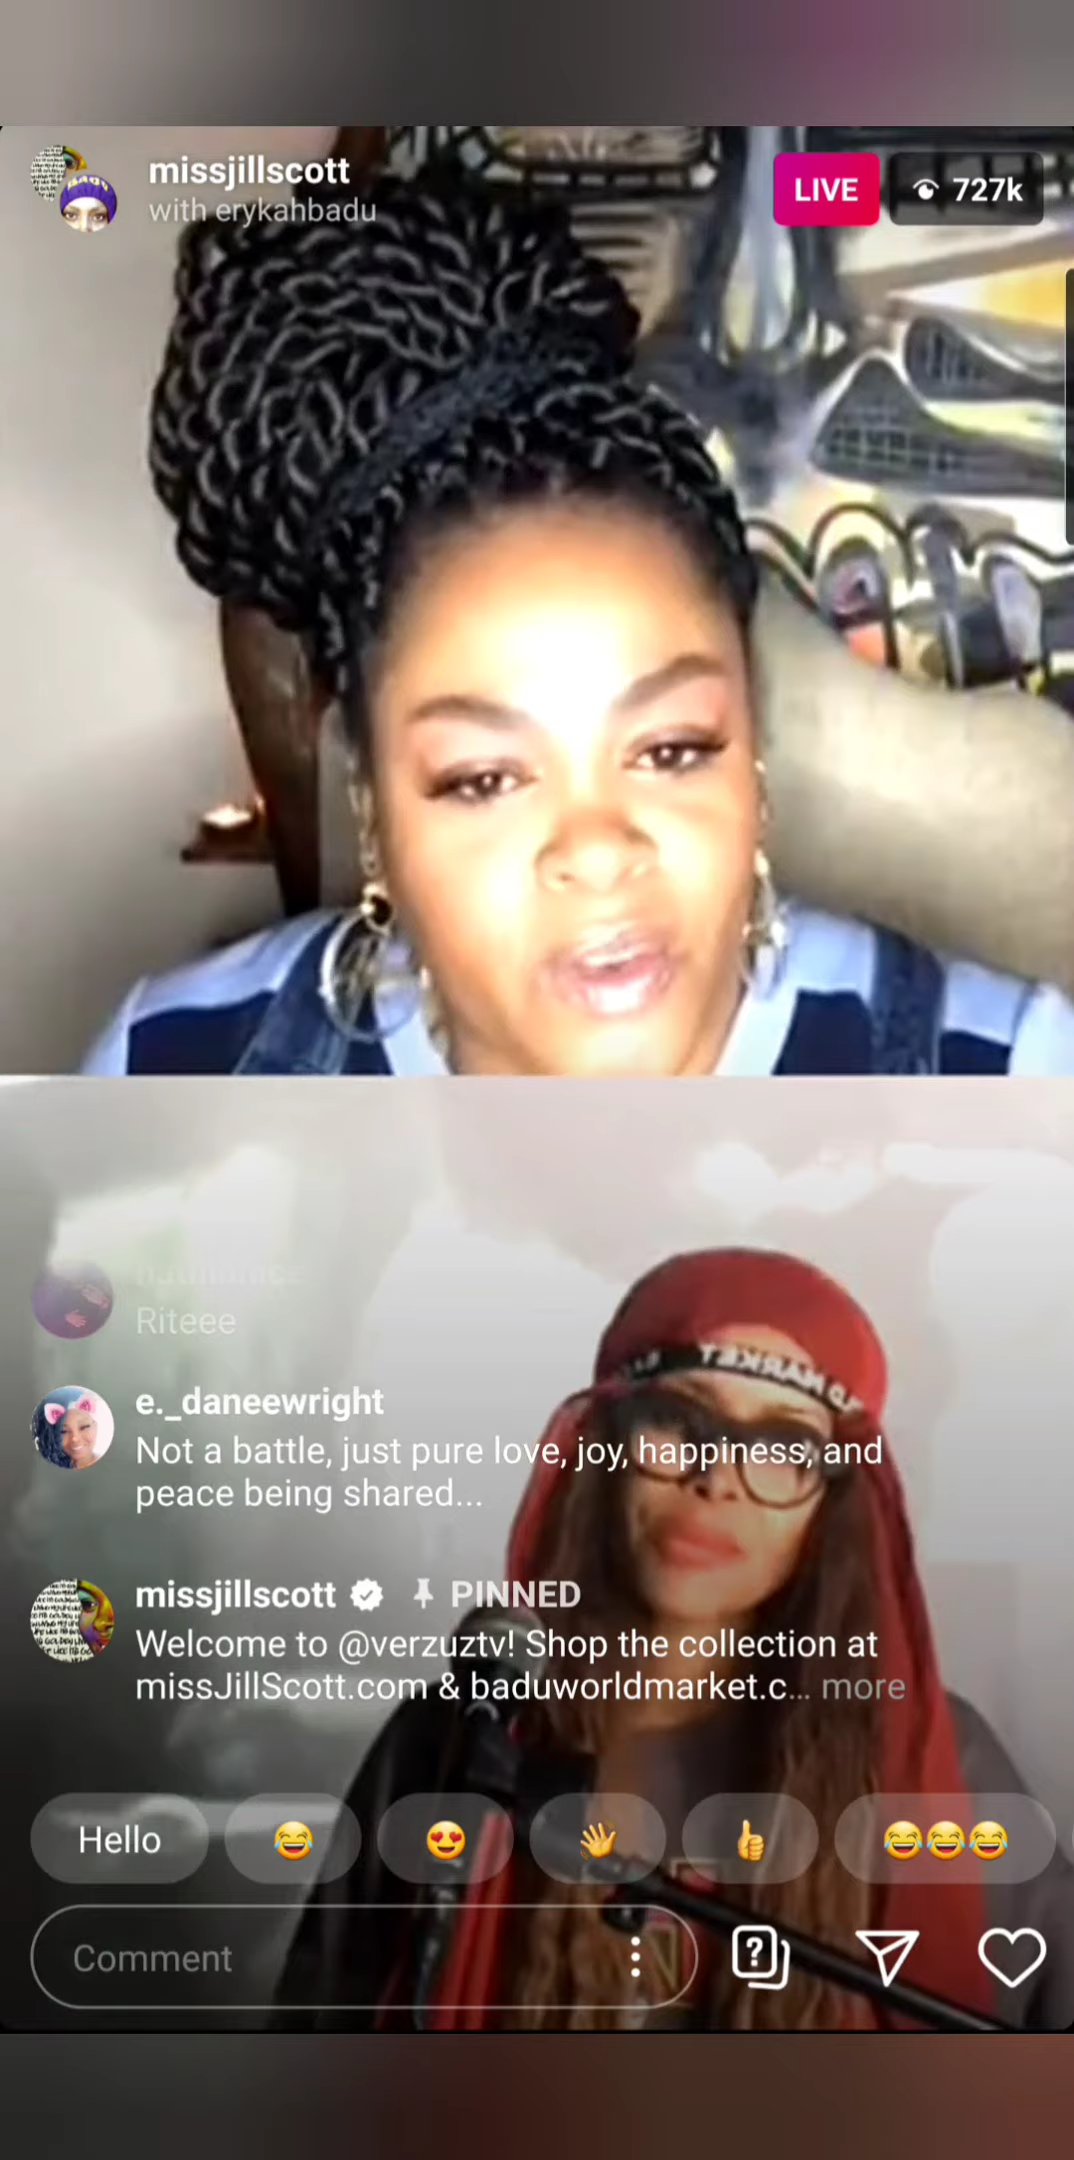 missjillscott
with erykahbadu
LIVE
727k
Riteee
e._daneewright
Not a battle, just pure love, joy, happiness, and
peace being shared...
missjillscott PINNED
Welcome to @verzuztv! Shop the collection at
missJillScott.com & baduworldmarket.c... more
Hello
Comment